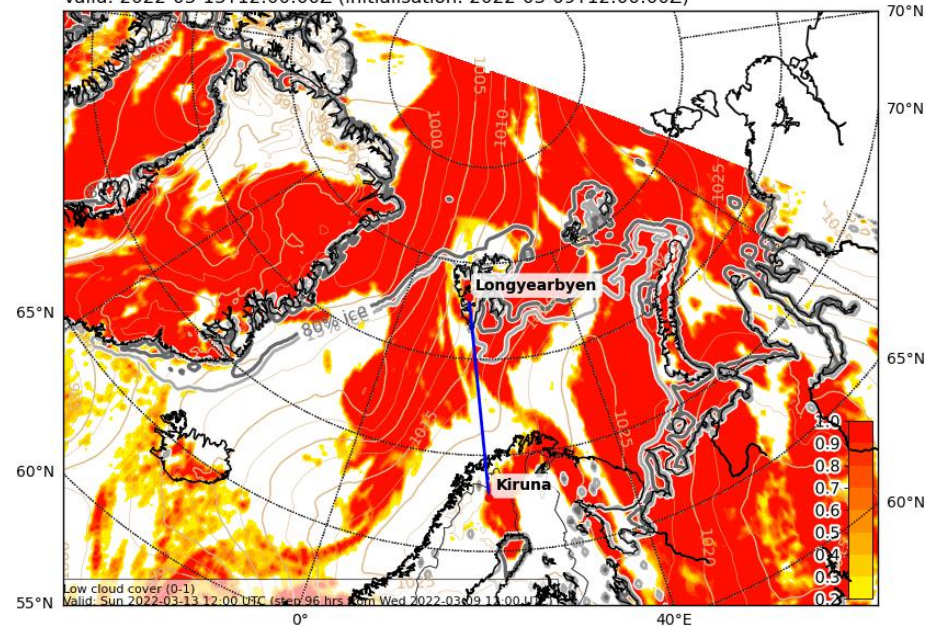 Valid: 2022-03-13T12:00:00Z (initialisation: 2022-03-09T12:00:00Z)
70°N
1005
1000
1010
70°N
1025
Longyearbyen
65°N
80% ice
65°N
1025
1025
1.0
0.9
0.8
0.7
0.6
0.5
0.4
0.3
0.2
60°N
Kiruna
60°N
1025
Low cloud cover (0-1)
Valid: Sun 2022-03-13 12:00 UTC (step 96 hrs from Wed 2022-03-09 12:00 UTC
55°N
0°
40°E